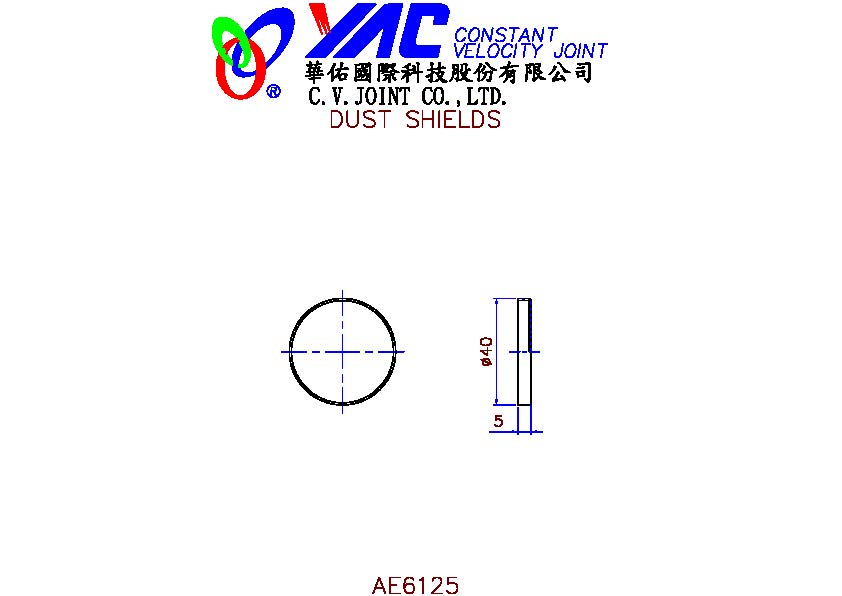 YAC CONSTANT
VELOCITY JOINT
®
華佑國際科技股份有限公司
C.V.JOINT CO.,LTD.
DUST SHIELDS
ø40
5
AE6125